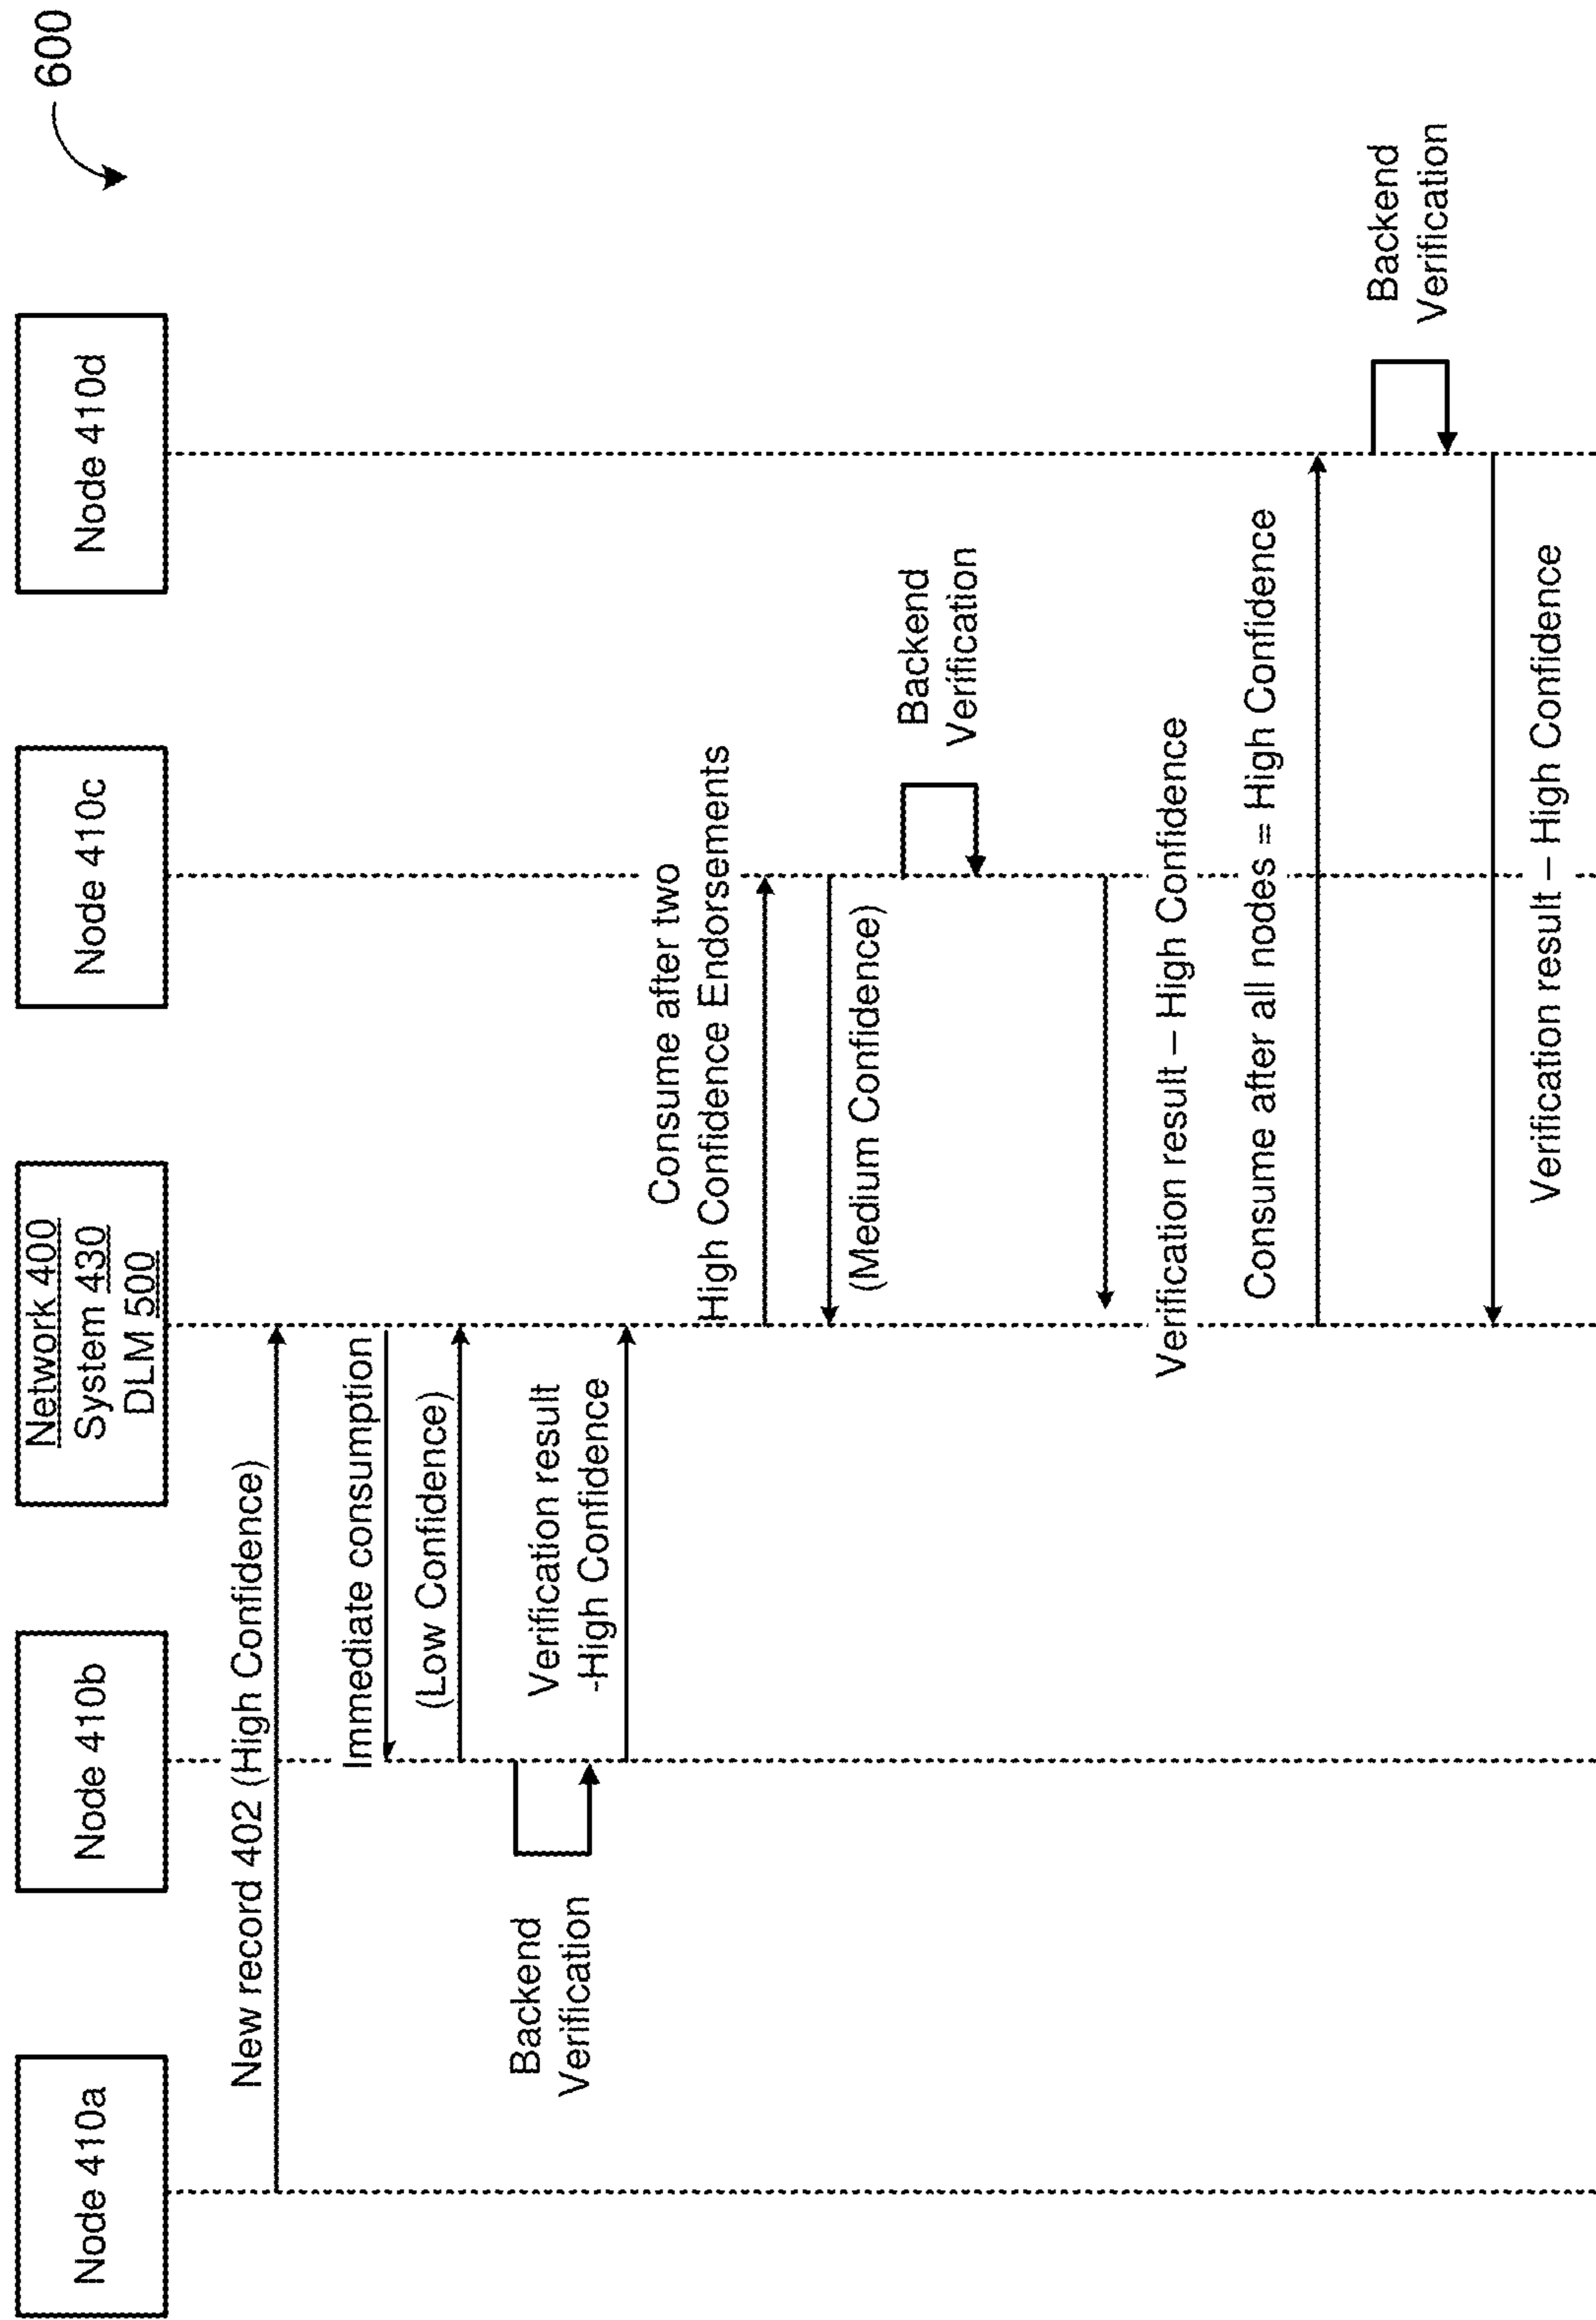 600
Node 410a
Node 410b
Network 400
System 430
DLM 500
Node 410c
Node 410d
New record 402 (High Confidence)
Immediate consumption
(Low Confidence)
Backend
Verification
Verification result
-High Confidence
Consume after two
High Confidence Endorsements
(Medium Confidence)
Backend
Verification
Verification result – High Confidence
Consume after all nodes = High Confidence
Backend
Verification
Verification result – High Confidence